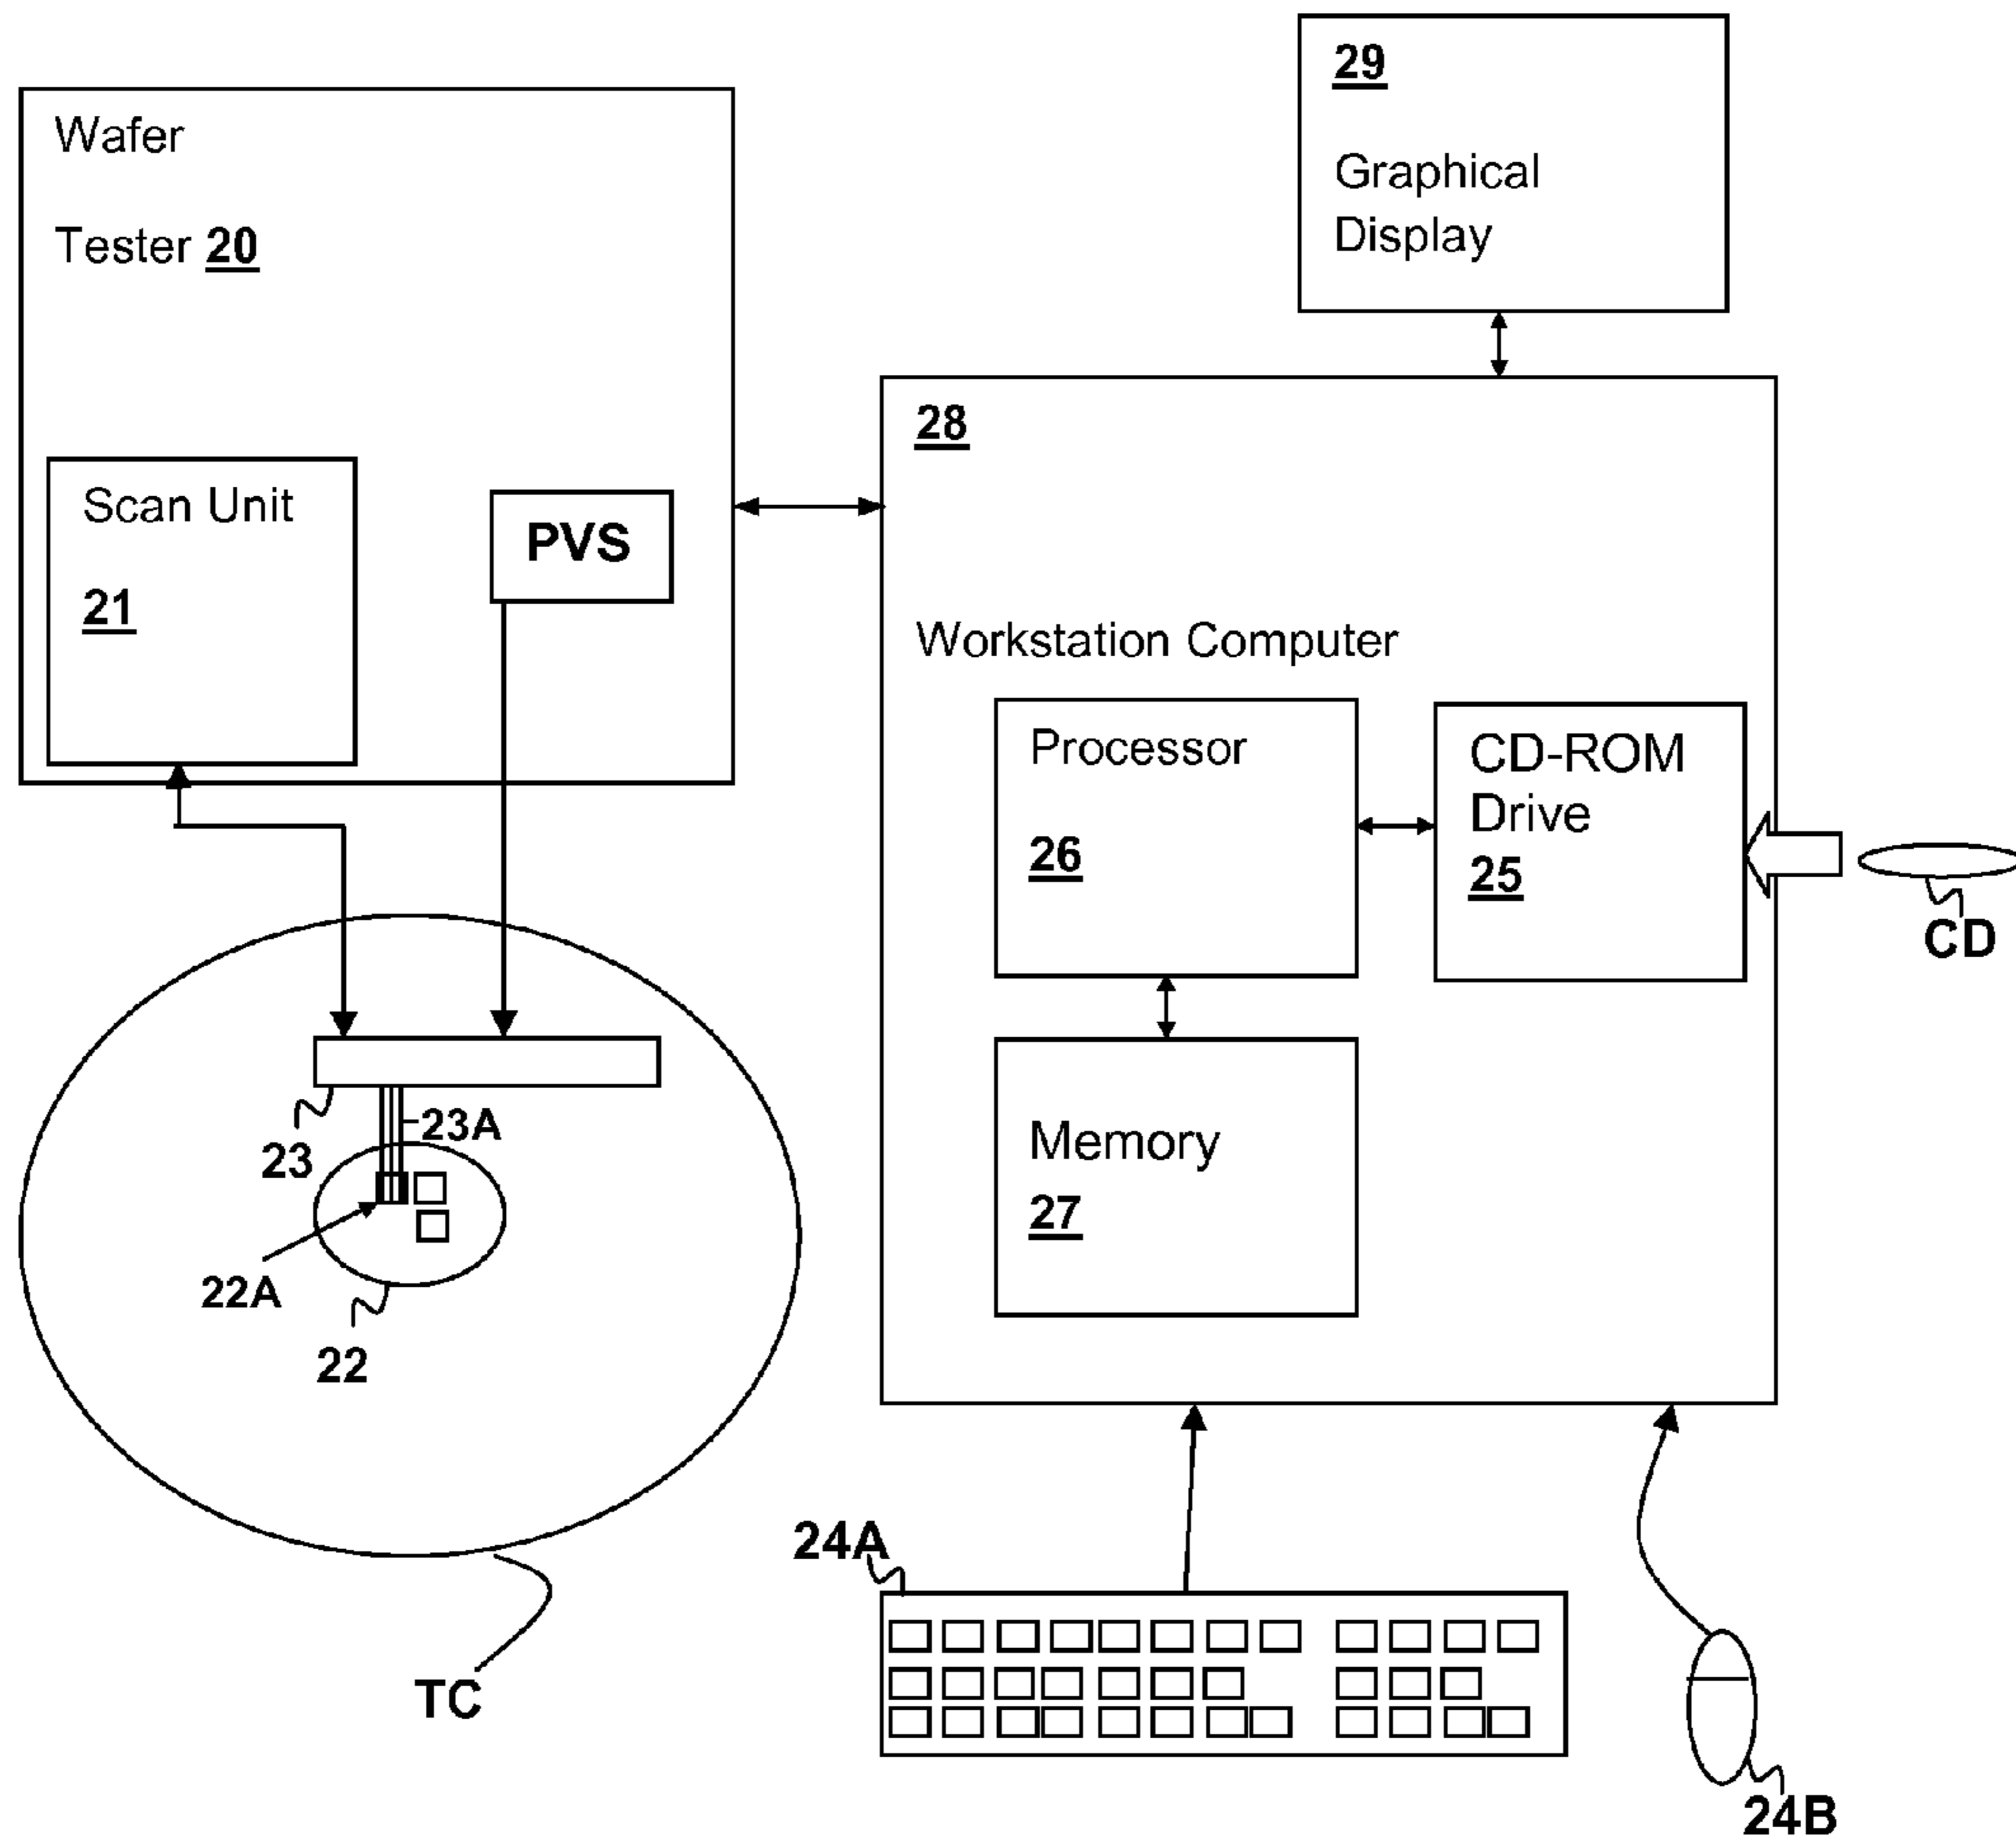 29
Graphical
Display
Wafer
Tester 20
Scan Unit
21
PVS
28
Workstation Computer
Processor
26
CD-ROM
Drive
25
CD
Memory
27
23
23A
22A
22
TC
24A
24B